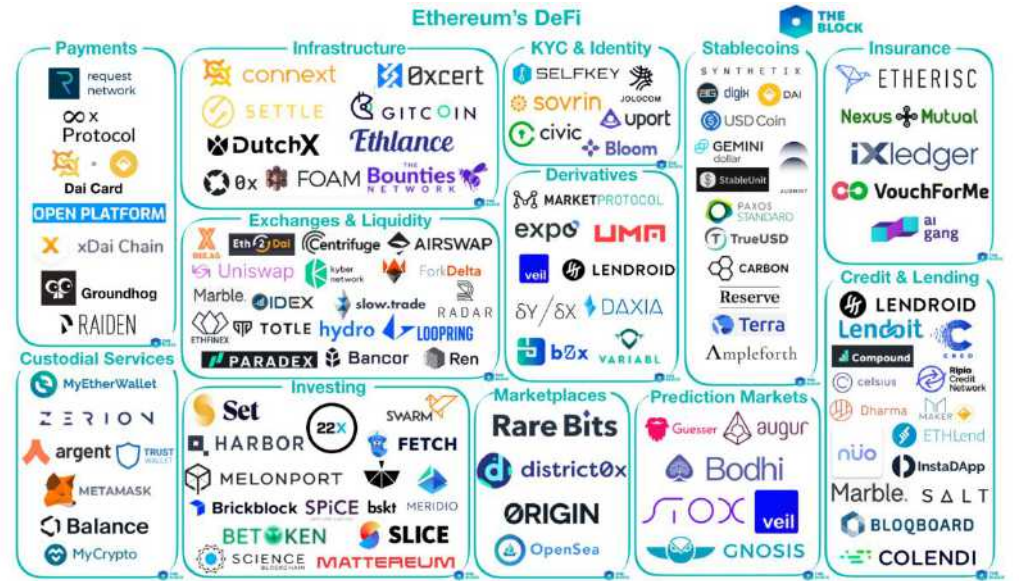 Ethereum's DeFi
THE BLOCK
Payments
request network
x Protocol
Dai Card
OPEN PLATFORM
xDai Chain
Groundhog
RAIDEN
Infrastructure
connext
0xcert
SETTLE
GITCOIN
DutchX
Ethlance
0x
FOAM
THE Bounties NETWORK
KYC & Identity
SELFKEY
JOLOCOM
sovrin
uport
civic
Bloom
Stablecoins
SYNTHETIX
digix
DAI
USD Coin
GEMINI dollar
StableUnit
AUGMINT
PAXOS STANDARD
TrueUSD
CARBON
Reserve
Terra
Ampleforth
Insurance
ETHERISC
Nexus Mutual
iXledger
VouchForMe
ai gang
Exchanges & Liquidity
Eth2Dai
Centrifuge
AIRSWAP
Uniswap
kyber network
ForkDelta
Marble.
IDEX
slow.trade
RADAR
ETHFINEX
TOTLE
hydro
LOOPRING
PARADEX
Bancor
Ren
Derivatives
MARKETPROTOCOL
expo
UMA
veil
LENDROID
δY/δX
DAXIA
b0x
VARIABL
Credit & Lending
LENDROID
Lendoit
CRED
Compound
celsius
Ripio Credit Network
Dharma
MAKER
ETHLend
nuo
InstaDApp
Marble.
SALT
BLOQBOARD
COLENDI
Custodial Services
MyEtherWallet
ZERION
argent
TRUST WALLET
METAMASK
Balance
MyCrypto
Investing
Set
22X
SWARM
HARBOR
FETCH
MELONPORT
Brickblock
SPiCE
bskt
MERIDIO
BETOKEN
SLICE
SCIENCE BLOCKCHAIN
MATTEREUM
Marketplaces
Rare Bits
district0x
ORIGIN
OpenSea
Prediction Markets
Guesser
augur
Bodhi
STOX
veil
GNOSIS